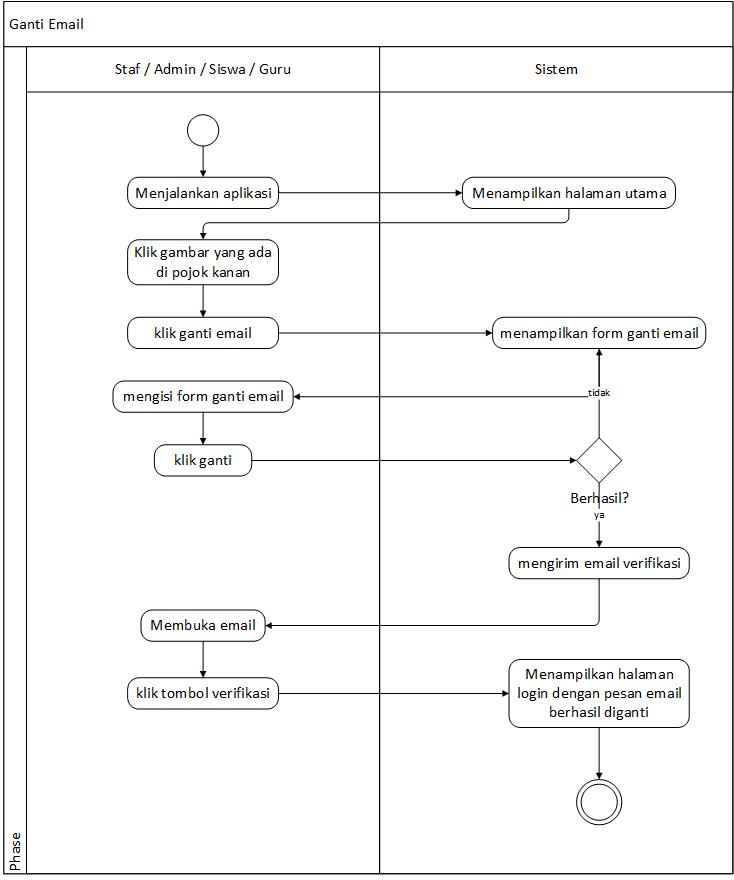 Ganti Email
Staf / Admin / Siswa / Guru
Sistem
Menjalankan aplikasi
Menampilkan halaman utama
Klik gambar yang ada
di pojok kanan
klik ganti email
menampilkan form ganti email
mengisi form ganti email
tidak
klik ganti
Berhasil?
ya
mengirim email verifikasi
Membuka email
klik tombol verifikasi
Menampilkan halaman
login dengan pesan email
berhasil diganti
Phase